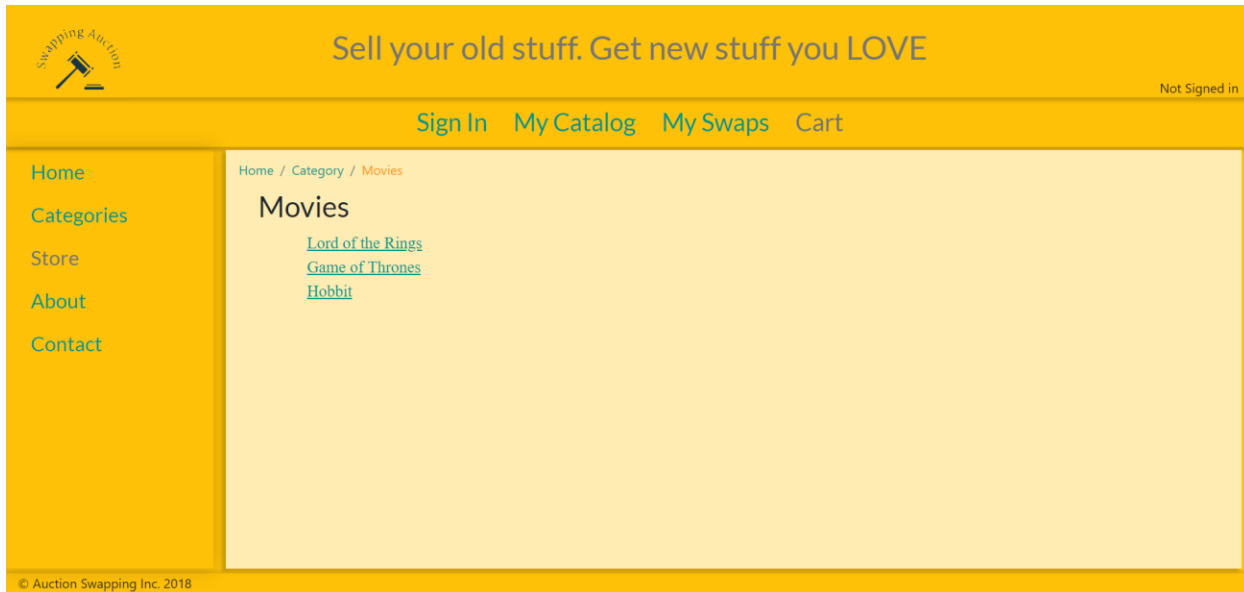 Swapping Auction
Sell your old stuff. Get new stuff you LOVE
Not Signed in
Sign In My Catalog My Swaps Cart
Home
Categories
Store
About
Contact
Home / Category / Movies
Movies
Lord of the Rings
Game of Thrones
Hobbit
© Auction Swapping Inc. 2018